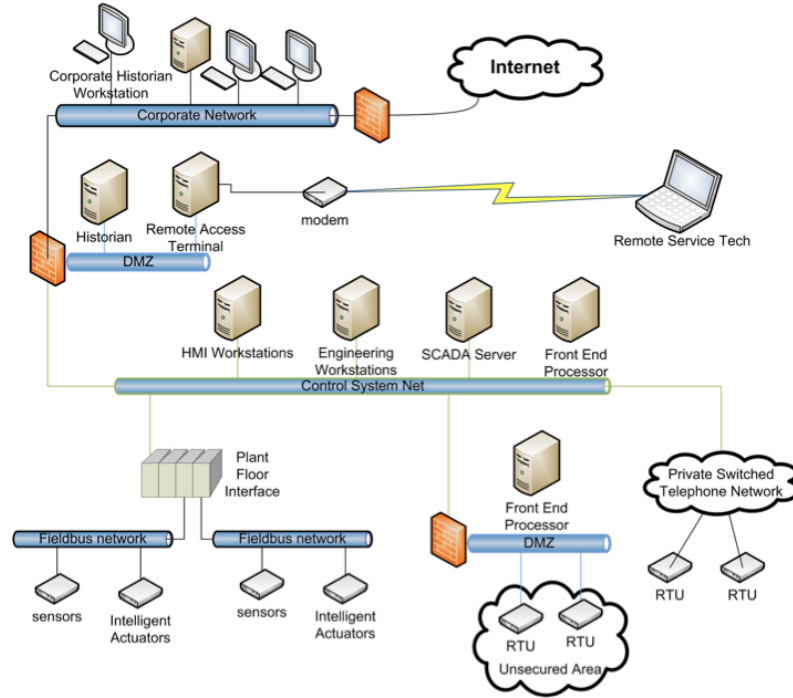 Internet
Corporate Historian
Workstation
Corporate Network
Historian
Remote Access
Terminal
modem
Remote Service Tech
DMZ
HMI Workstations
Engineering
Workstations
SCADA Server
Front End
Processor
Control System Net
Plant
Floor
Interface
Front End
Processor
Private Switched
Telephone Network
Fieldbus network
Fieldbus network
DMZ
sensors
Intelligent
Actuators
sensors
Intelligent
Actuators
RTU
RTU
RTU
RTU
Unsecured Area